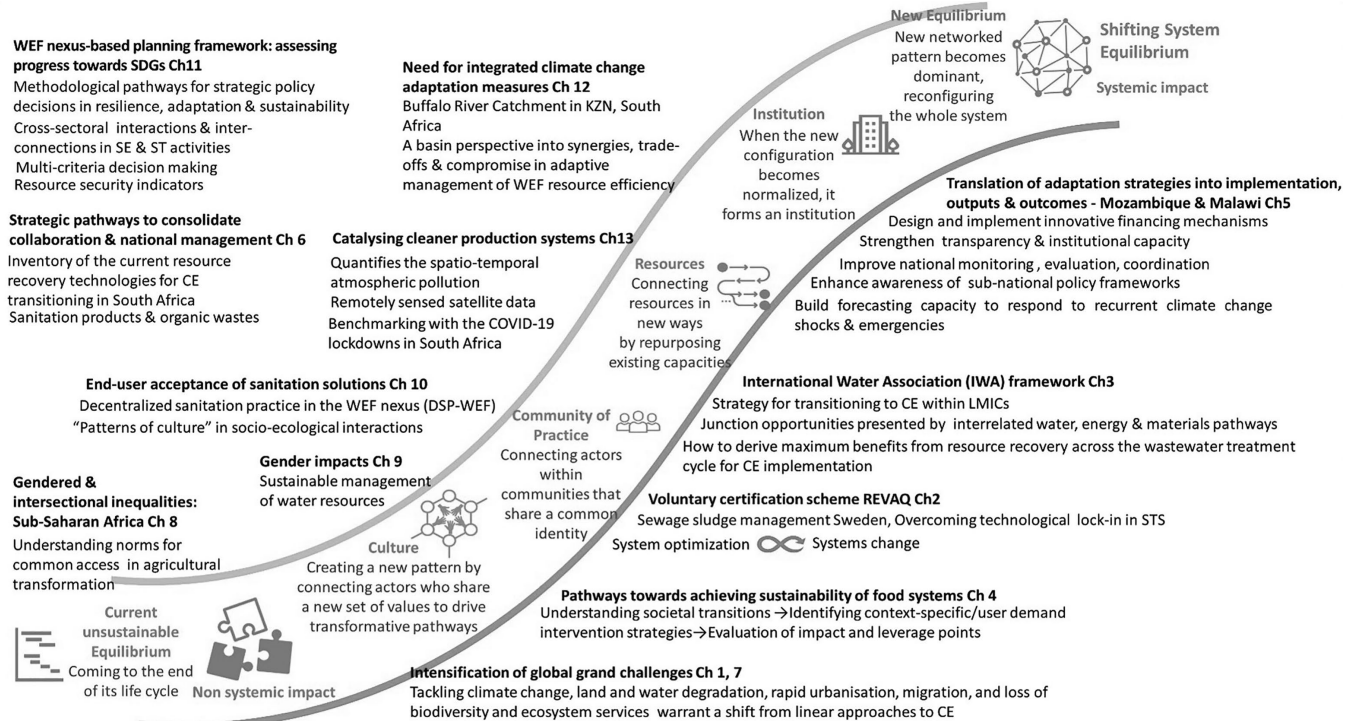 WEF nexus-based planning framework: assessing
progress towards SDGs Ch11
Methodological pathways for strategic policy
decisions in resilience, adaptation & sustainability
Cross-sectoral interactions & inter-
connections in SE & ST activities
Multi-criteria decision making
Resource security indicators
Need for integrated climate change
adaptation measures Ch 12
Buffalo River Catchment in KZN, South
Africa
A basin perspective into synergies, trade-
offs & compromise in adaptive
management of WEF resource efficiency
New Equilibrium
New networked
pattern becomes
dominant,
reconfiguring
the whole system
Shifting System
Equilibrium
Systemic impact
Institution
When the new
configuration
becomes
normalized, it
forms an institution
Strategic pathways to consolidate
collaboration & national management Ch 6
Inventory of the current resource
recovery technologies for CE
transitioning in South Africa
Sanitation products & organic wastes
Catalysing cleaner production systems Ch13
Quantifies the spatio-temporal
atmospheric pollution
Remotely sensed satellite data
Benchmarking with the COVID-19
lockdowns in South Africa
Resources
Connecting
resources in
new ways
by repurposing
existing capacities
Translation of adaptation strategies into implementation,
outputs & outcomes - Mozambique & Malawi Ch5
Design and implement innovative financing mechanisms
Strengthen transparency & institutional capacity
Improve national monitoring , evaluation, coordination
Enhance awareness of sub-national policy frameworks
Build forecasting capacity to respond to recurrent climate change
shocks & emergencies
End-user acceptance of sanitation solutions Ch 10
Decentralized sanitation practice in the WEF nexus (DSP-WEF)
“Patterns of culture” in socio-ecological interactions
Community of
Practice
Connecting actors
within
communities that
share a common
identity
International Water Association (IWA) framework Ch3
Strategy for transitioning to CE within LMICs
Junction opportunities presented by interrelated water, energy & materials pathways
How to derive maximum benefits from resource recovery across the wastewater treatment
cycle for CE implementation
Gender impacts Ch 9
Sustainable management
of water resources
Gendered &
intersectional inequalities:
Sub-Saharan Africa Ch 8
Understanding norms for
common access in agricultural
transformation
Culture
Creating a new pattern by
connecting actors who share
a new set of values to drive
transformative pathways
Voluntary certification scheme REVAQ Ch2
Sewage sludge management Sweden, Overcoming technological lock-in in STS
System optimization Systems change
Pathways towards achieving sustainability of food systems Ch 4
Understanding societal transitions →Identifying context-specific/user demand
intervention strategies→Evaluation of impact and leverage points
Current
unsustainable
Equilibrium
Coming to the end
of its life cycle
Non systemic impact
Intensification of global grand challenges Ch 1, 7
Tackling climate change, land and water degradation, rapid urbanisation, migration, and loss of
biodiversity and ecosystem services warrant a shift from linear approaches to CE